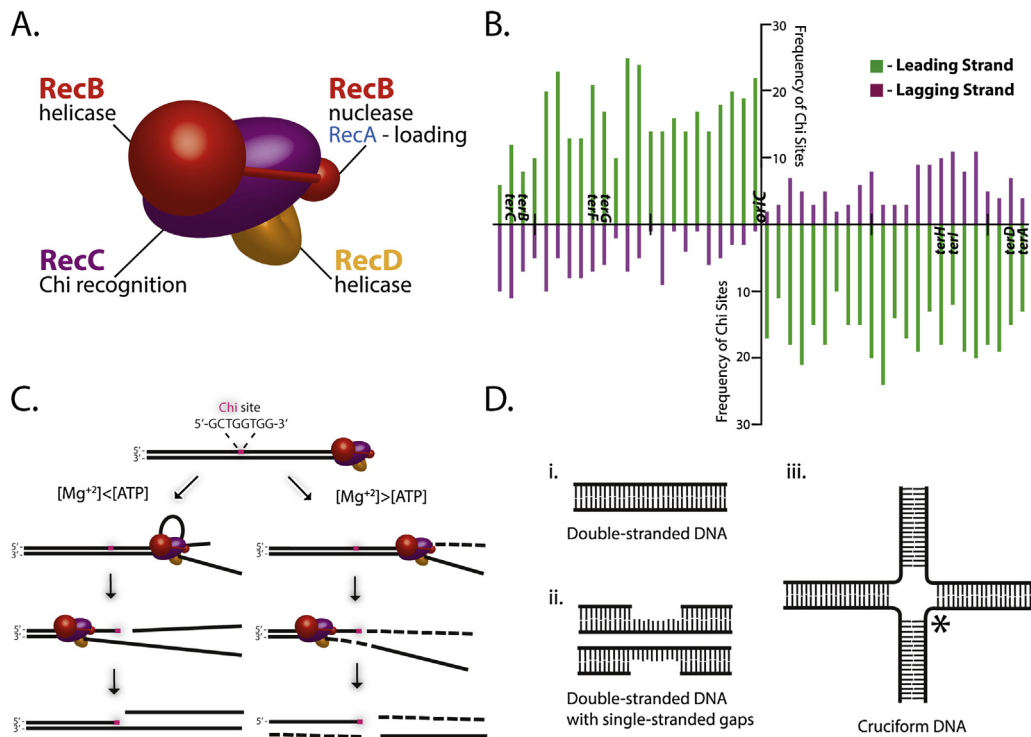 A.
RecB
helicase
RecB
nuclease
RecA - loading
RecC
Chi recognition
RecD
helicase
B.
30
20
10
Frequency of Chi Sites
- Leading Strand
- Lagging Strand
terC
terB
terF
terG
oriC
terH
terI
terD
terA
10
20
30
Frequency of Chi Sites
C.
Chi site
5'-GCTGGTGG-3'
5'-
3'-
[Mg+2]<[ATP]
[Mg+2]>[ATP]
5'-
3'-
5'-
3'-
5'-
3'-
5'-
3'-
5'-
3'-
5'-
3'-
D.
i.
Double-stranded DNA
ii.
Double-stranded DNA
with single-stranded gaps
iii.
*
Cruciform DNA